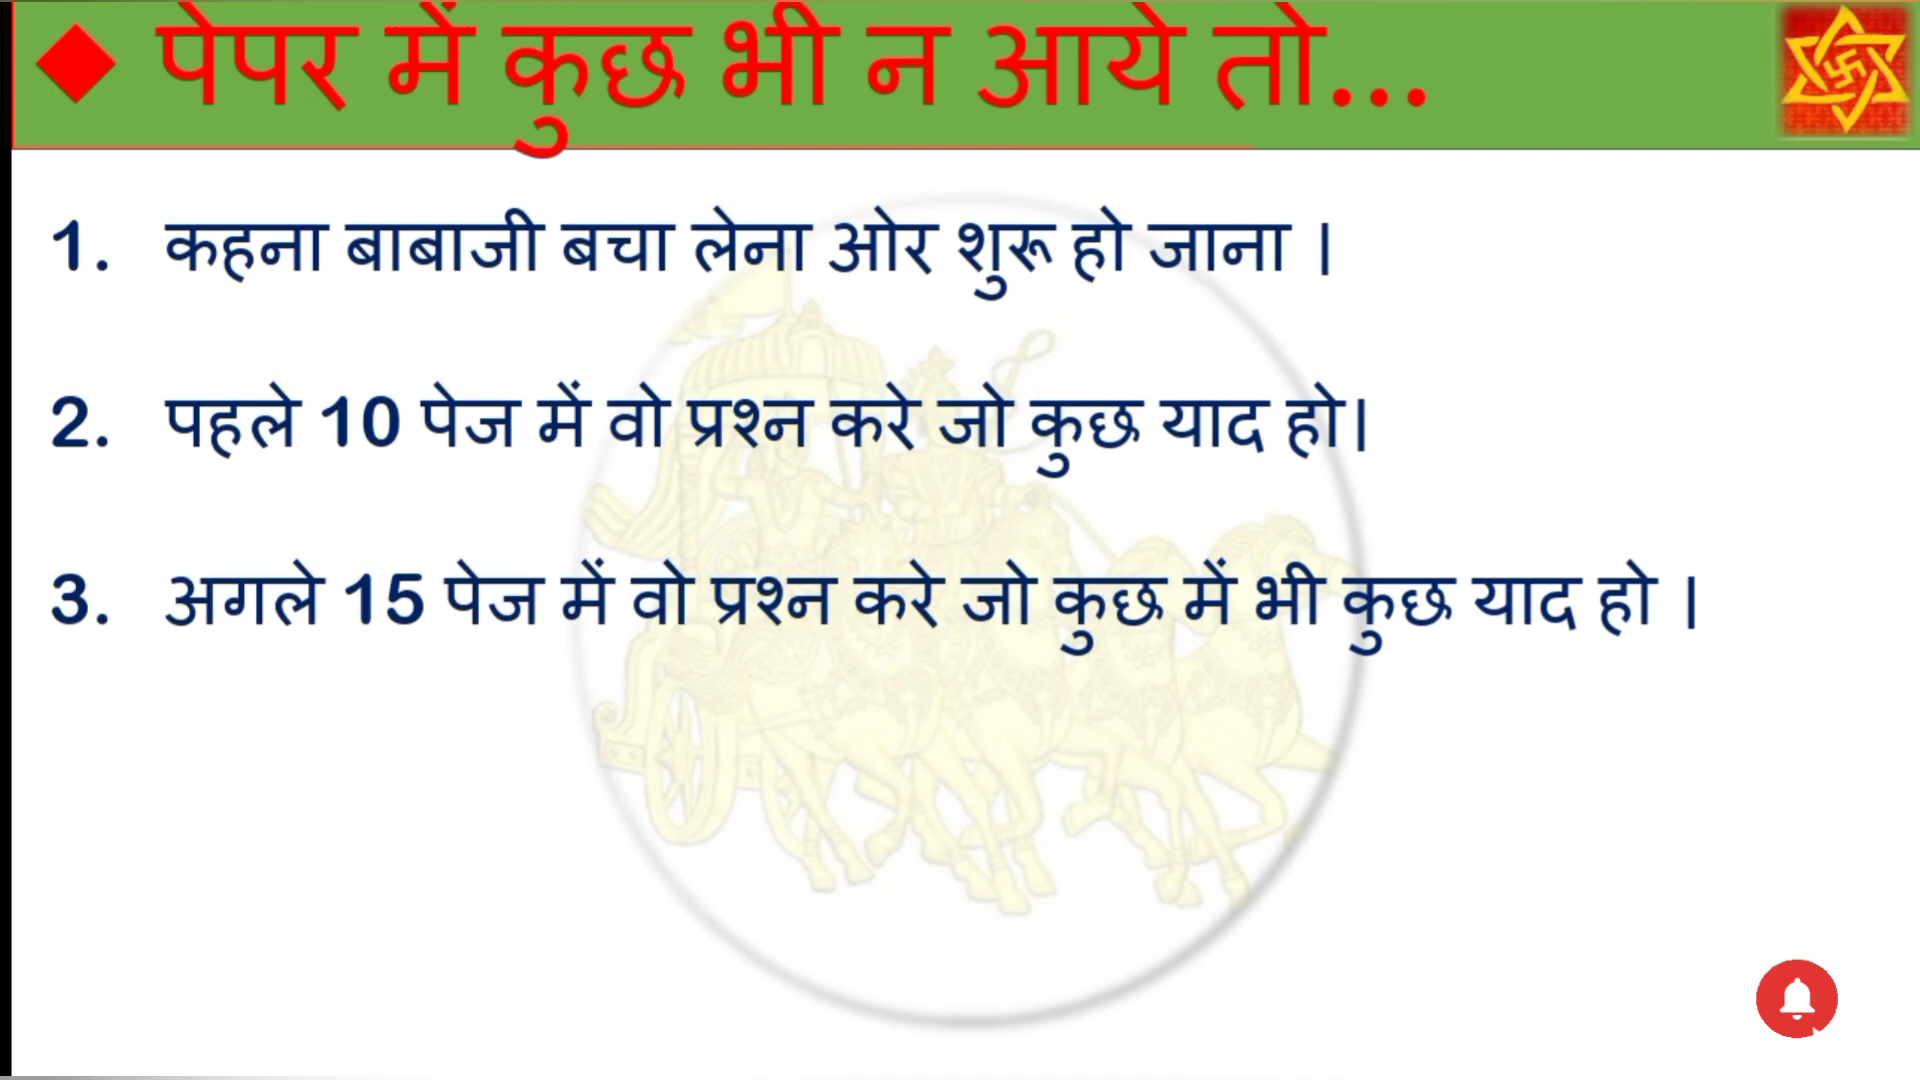 ◆ पेपर में कुछ भी न आये तो...
1. कहना बाबाजी बचा लेना ओर शुरू हो जाना ।
2. पहले 10 पेज में वो प्रश्न करे जो कुछ याद हो।
3. अगले 15 पेज में वो प्रश्न करे जो कुछ में भी कुछ याद हो ।